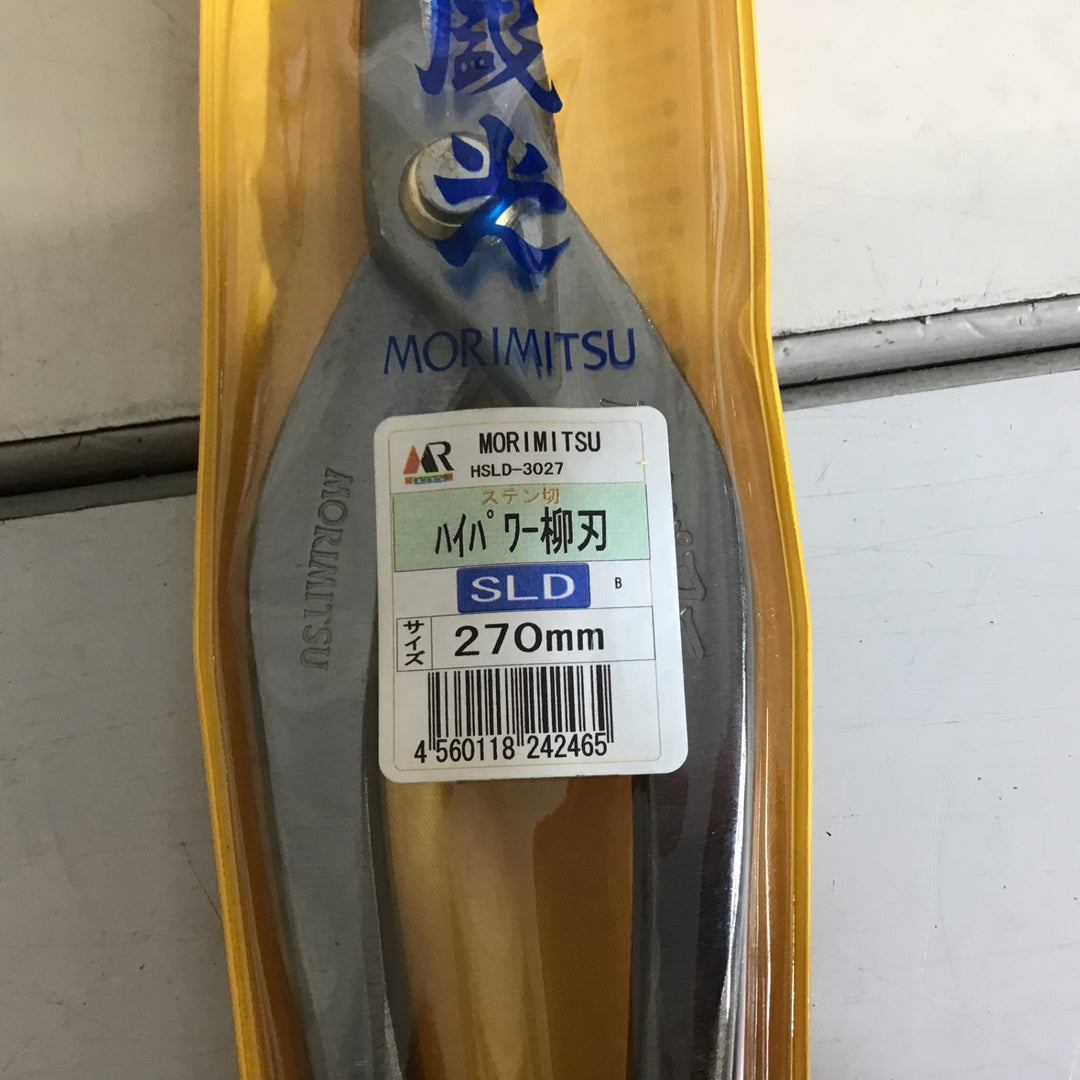 盛光
MORIMITSU
MORIMITSU
HSLD-3027
ステン切
ハイパワー柳刃
SLD B
サイズ 270mm
4 560118 242465
MORIMITSU